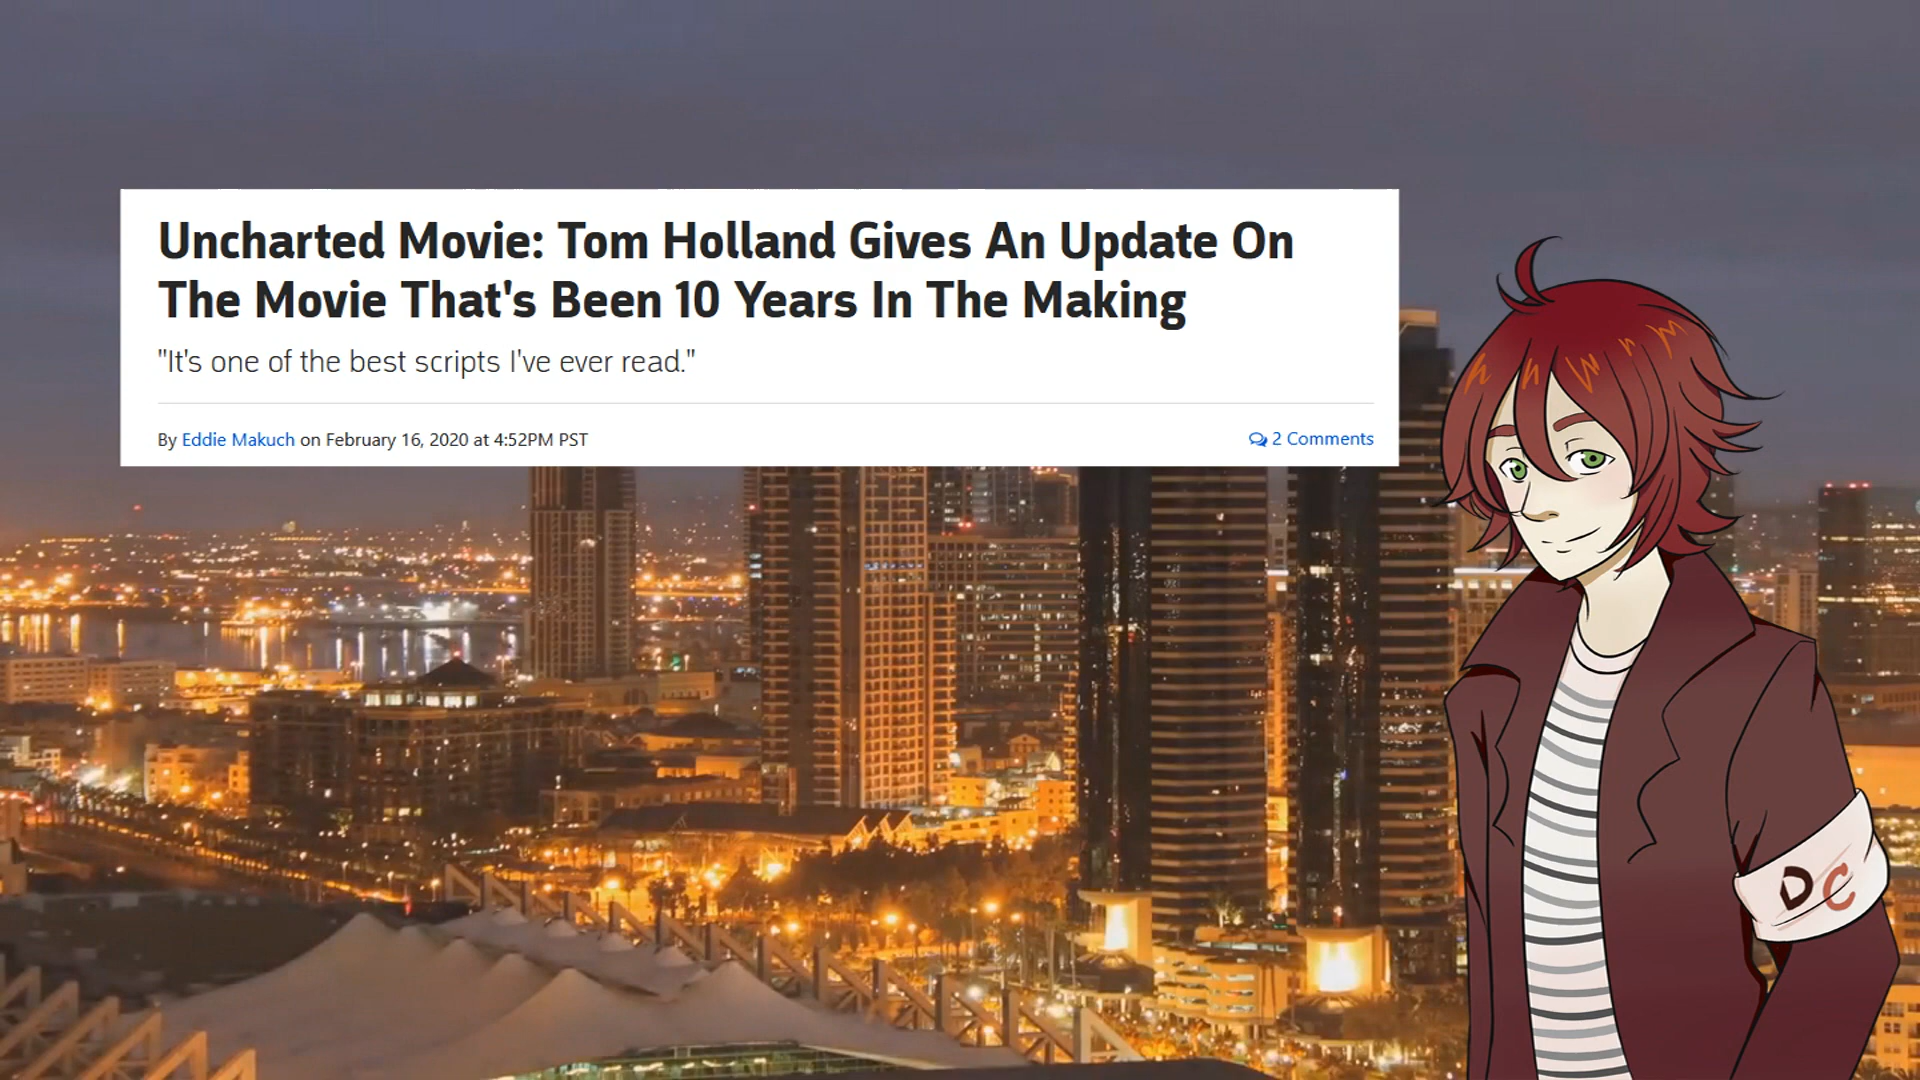 Uncharted Movie: Tom Holland Gives An Update On
The Movie That's Been 10 Years In The Making
"It's one of the best scripts I've ever read."
By Eddie Makuch on February 16, 2020 at 4:52PM PST
2 Comments
DC